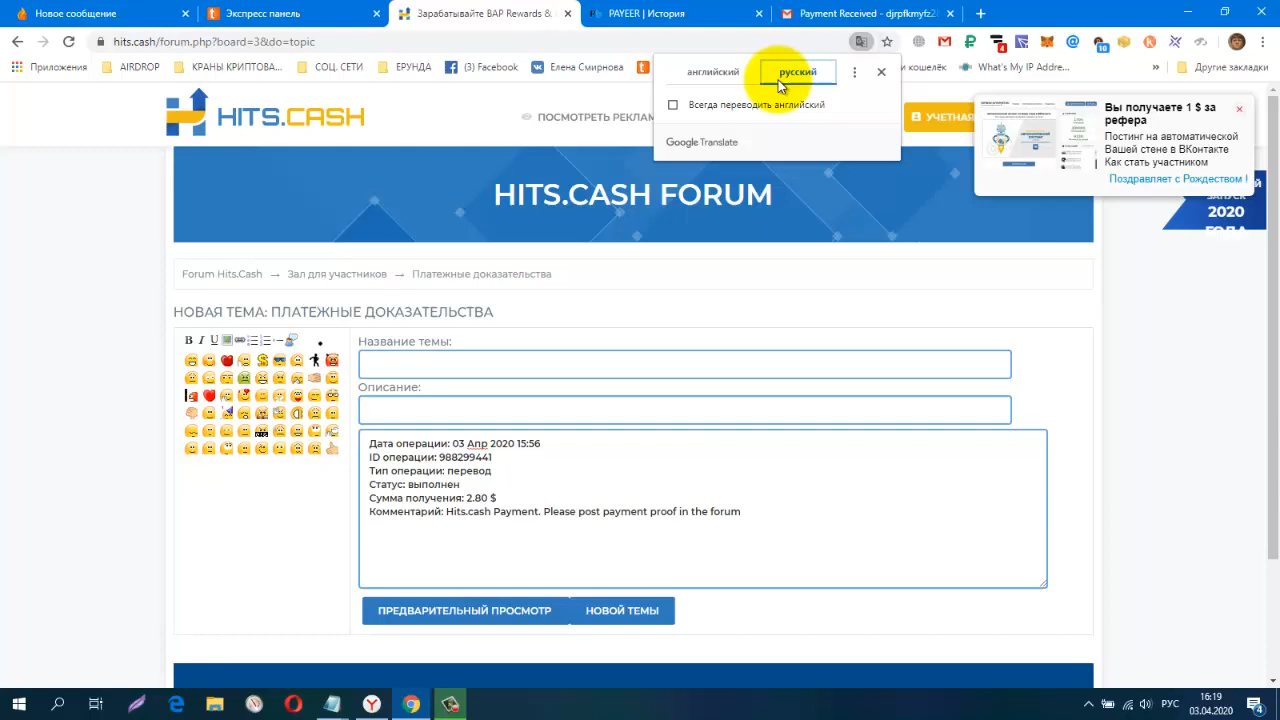 Новое сообщение
Экспресс панель
Зарабатывайте BAP Rewards &
PAYEER | История
Payment Received - djrpfkmyfz2
hits.cash/forum.php?board=3&do=topic
Приложения
AIRDROP
КРАНЫ КРИПТОВА...
СОЦ. СЕТИ
ЕРУНДА
(3) Facebook
Елена Смирнова
кошелёк
What's My IP Addre...
»
Другие закладки
английский
русский
Всегда переводить английский
Google Translate
HITS.CASH
ПОСМОТРЕТЬ РЕКЛАМ
УЧЕТНАЯ
Вы получаете 1 $ за рефера
Постинг на автоматической
Вашей стене в ВКонтакте
Как стать участником
Поздравляет с Рождеством !
2020
ГОДА
HITS.CASH FORUM
Forum Hits.Cash → Зал для участников → Платежные доказательства
НОВАЯ ТЕМА: ПЛАТЕЖНЫЕ ДОКАЗАТЕЛЬСТВА
B I U
Название темы:
Описание:
Дата операции: 03 Апр 2020 15:56
ID операции: 988299441
Тип операции: перевод
Статус: выполнен
Сумма получения: 2.80 $
Комментарий: Hits.cash Payment. Please post payment proof in the forum
ПРЕДВАРИТЕЛЬНЫЙ ПРОСМОТР
НОВОЙ ТЕМЫ
РУС
16:19
03.04.2020